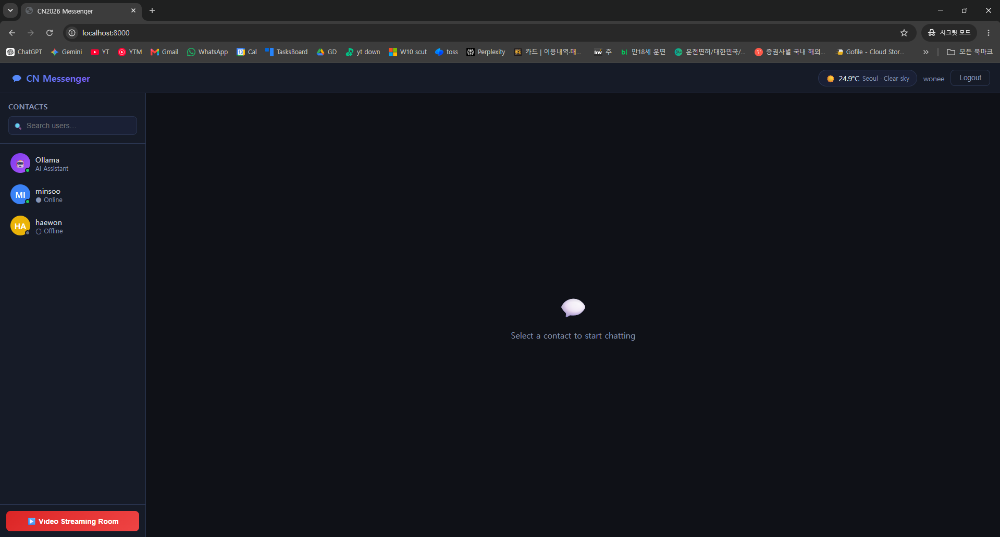 CN2026 Messenger
localhost:8000
시크릿 모드
ChatGPT Gemini YT YTM Gmail WhatsApp 13 Cal TasksBoard GD yt down W10 scut toss Perplexity 카드 | 이용내역·매... Inv 주 bl 만18세 운면 운전면허/대한민국/... 증권사별 국내 해외... Gofile - Cloud Stor... 모든 북마크
CN Messenger
24.9°C Seoul · Clear sky wonee Logout
CONTACTS
Search users...
Ollama
AI Assistant
MI minsoo
Online
HA haewon
Offline
Select a contact to start chatting
Video Streaming Room